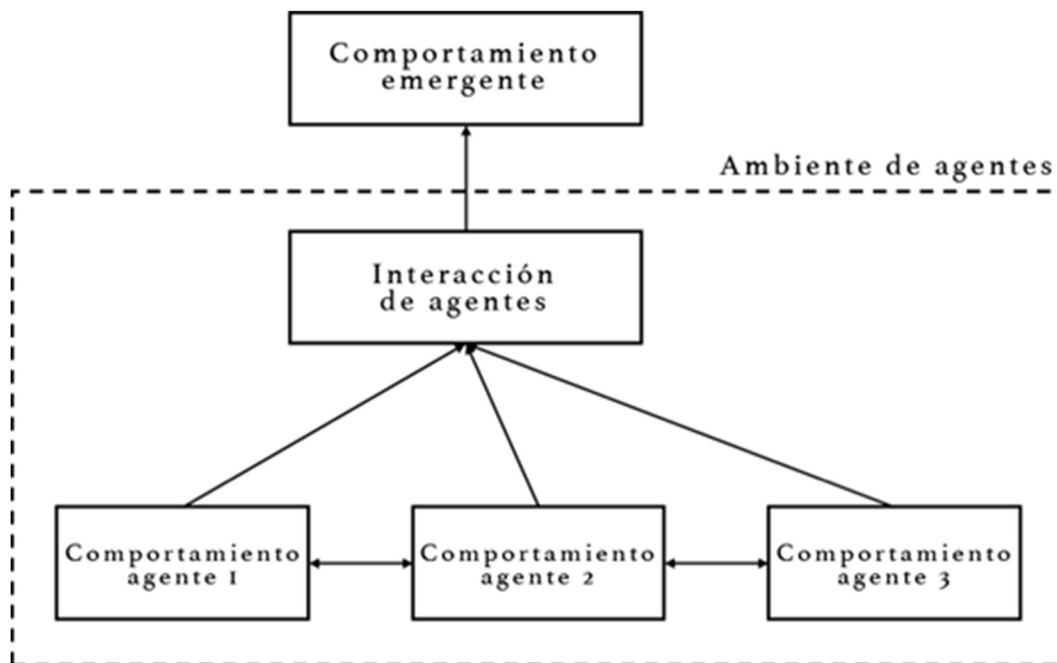 Comportamiento
emergente
Ambiente de agentes
Interacción
de agentes
Comportamiento
agente 1
Comportamiento
agente 2
Comportamiento
agente 3